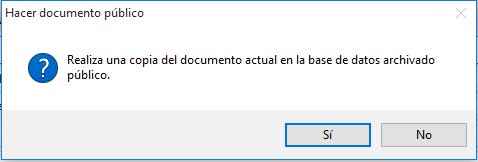 Hacer documento público
Realiza una copia del documento actual en la base de datos archivado
público.
Sí
No